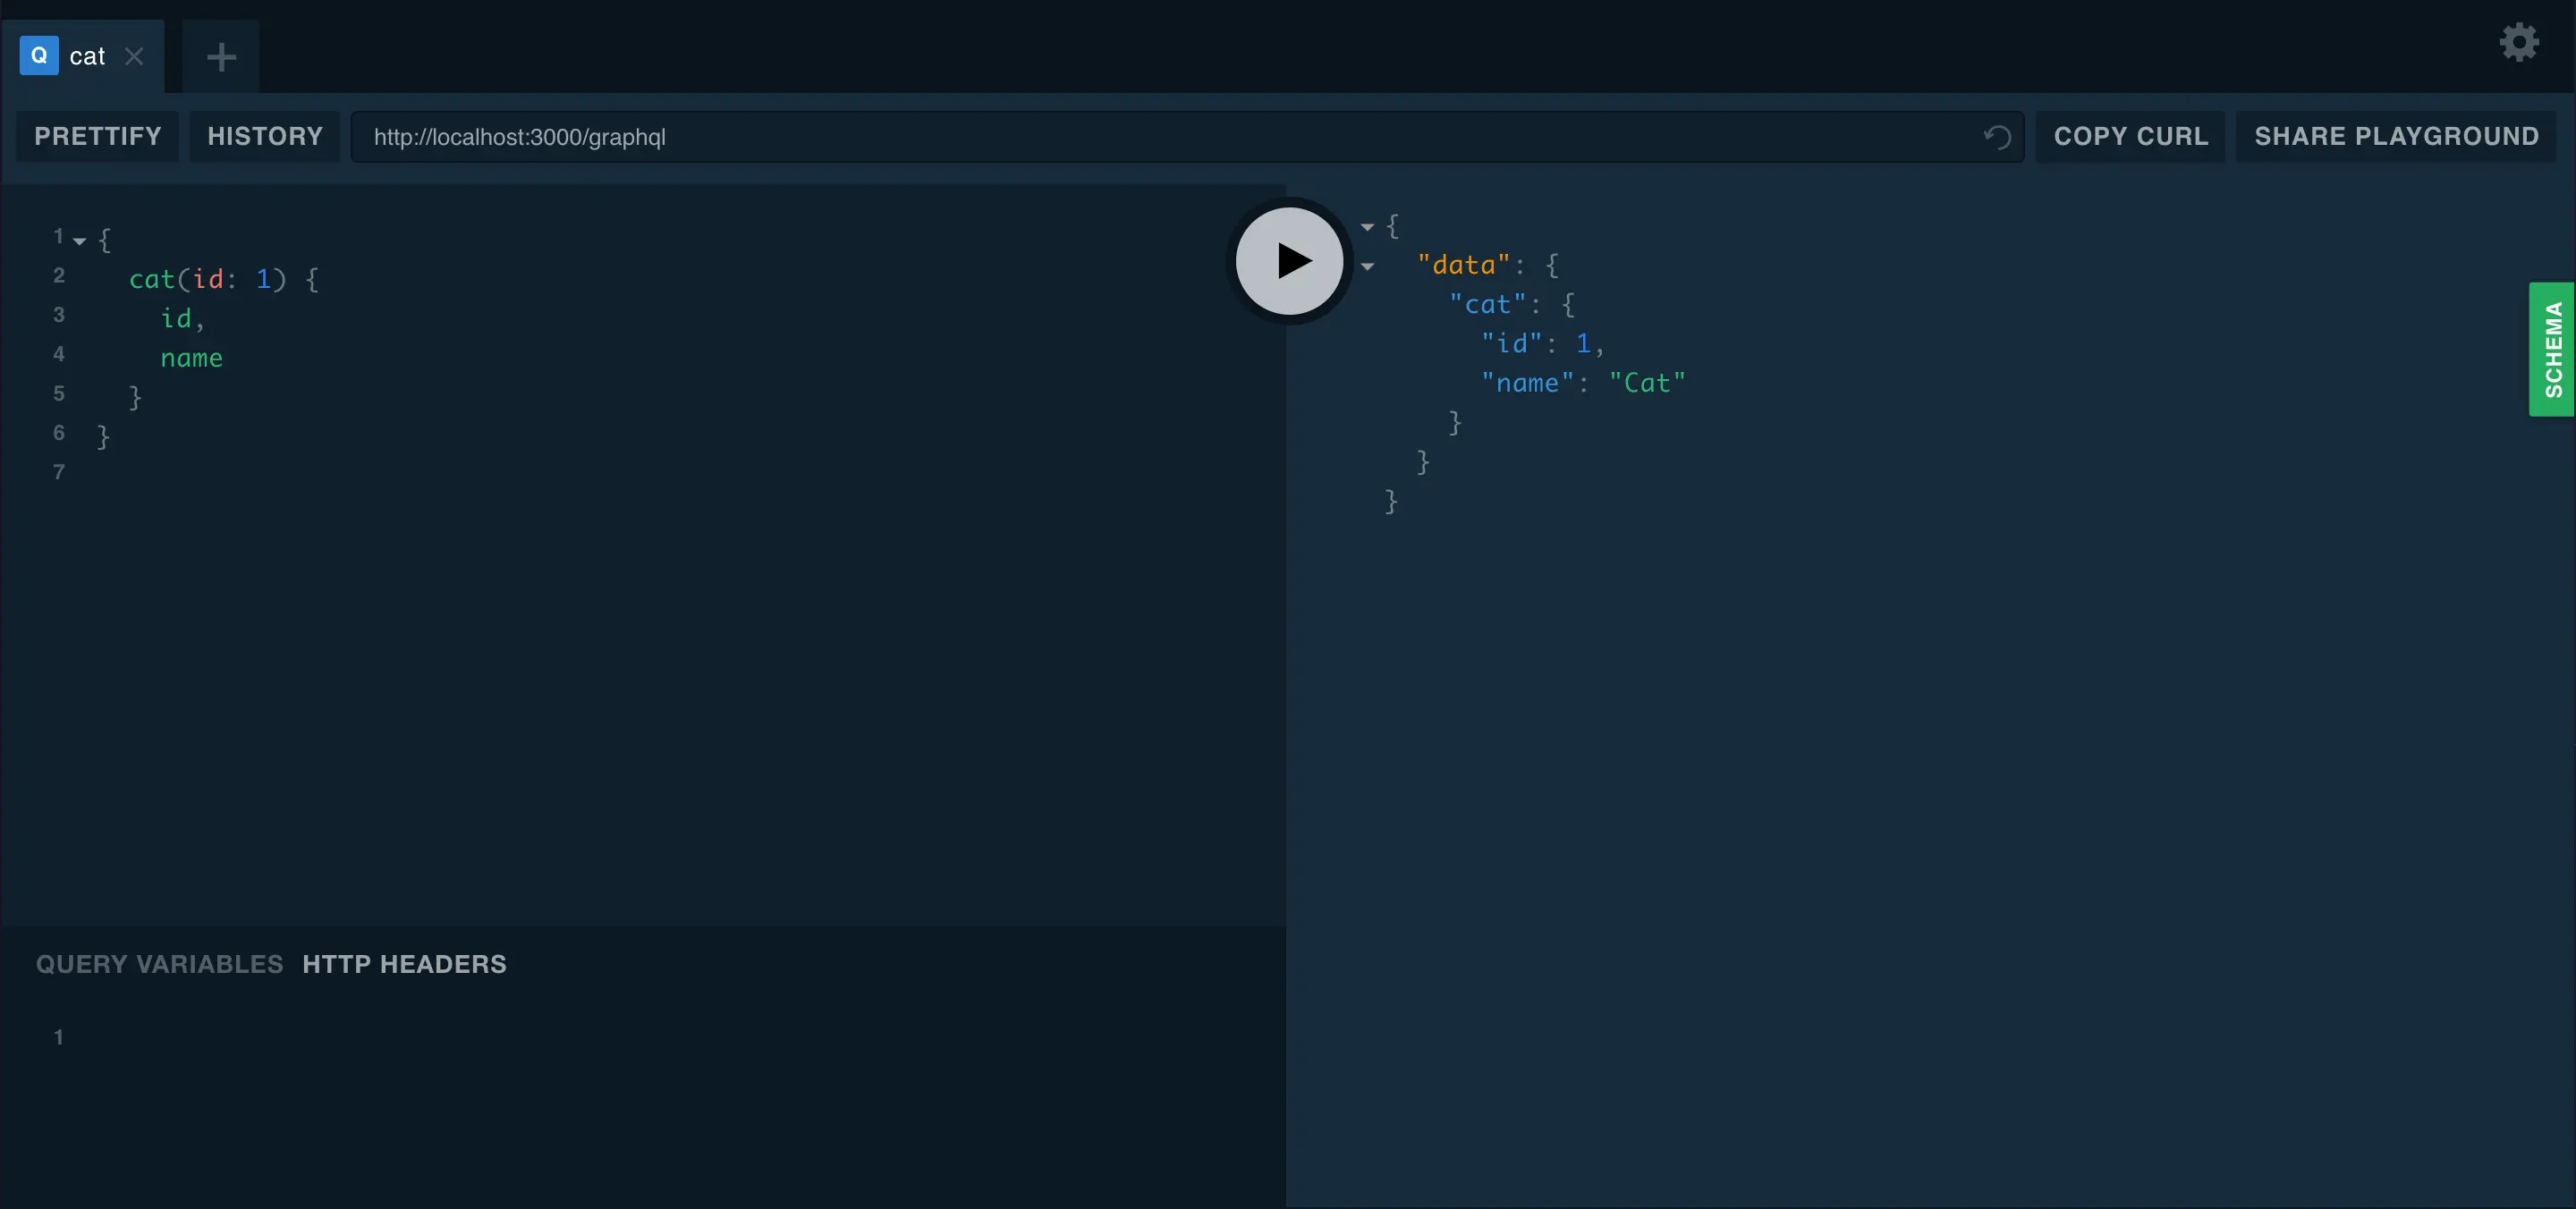 Q cat
PRETTIFY HISTORY http://localhost:3000/graphql COPY CURL SHARE PLAYGROUND
1 {
2 cat(id: 1) {
3 id,
4 name
5 }
6 }
7
{
"data": {
"cat": {
"id": 1,
"name": "Cat"
}
}
}
SCHEMA
QUERY VARIABLES HTTP HEADERS
1